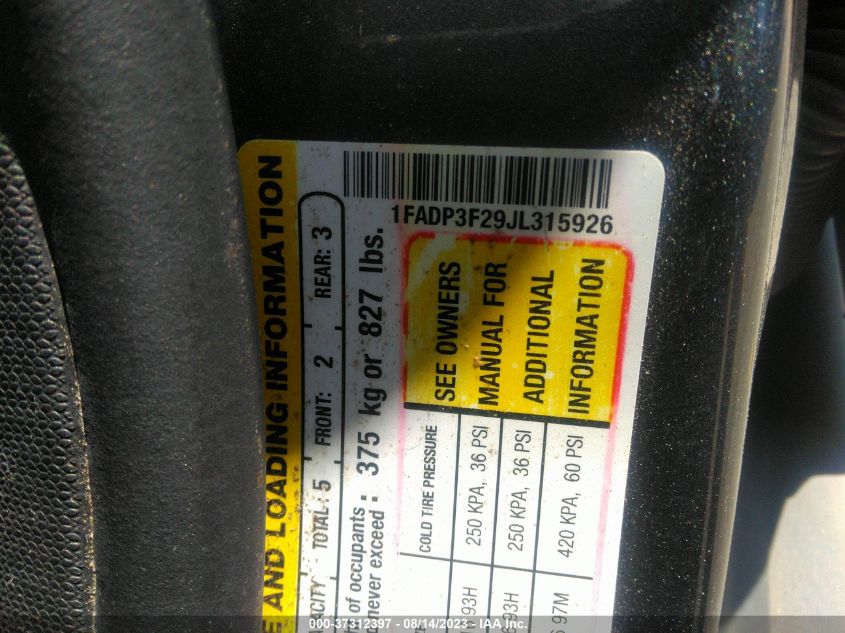 AND LOADING INFORMATION
TOTAL: 5 FRONT: 2 REAR: 3
of occupants
never exceed: 375 kg or 827 lbs.
1FADP3F29JL315926
SEE OWNERS
MANUAL FOR
ADDITIONAL
INFORMATION
COLD TIRE PRESSURE
93H 250 KPA, 36 PSI
93H 250 KPA, 36 PSI
97M 420 KPA, 60 PSI
000-37312397 - 08/14/2023 - IAA Inc.